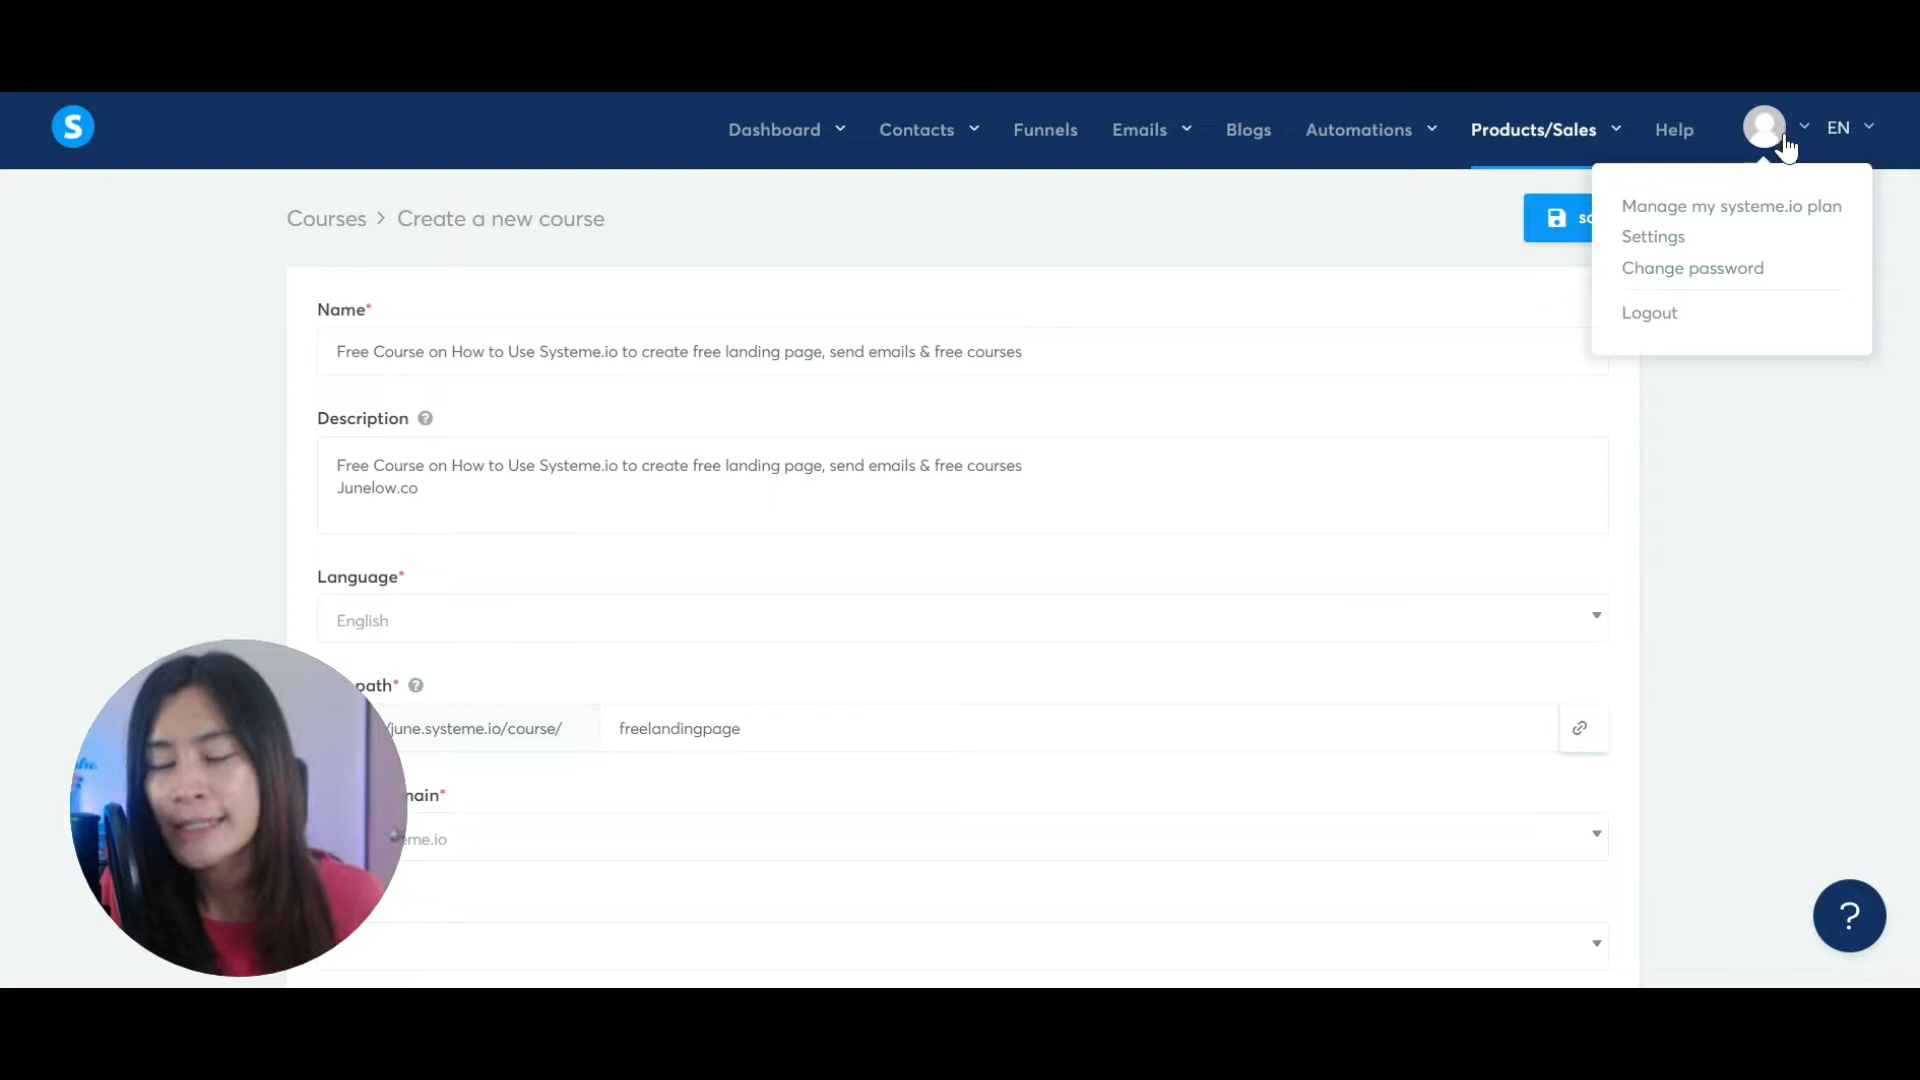 S
Dashboard
Contacts
Funnels
Emails
Blogs
Automations
Products/Sales
Help
EN
Manage my systeme.io plan
Settings
Change password
Logout
Courses > Create a new course
Name*
Free Course on How to Use Systeme.io to create free landing page, send emails & free courses
Description ?
Free Course on How to Use Systeme.io to create free landing page, send emails & free courses
Junelow.co
Language*
English
path* ?
/june.systeme.io/course/
freelandingpage
main*
eme.io
?